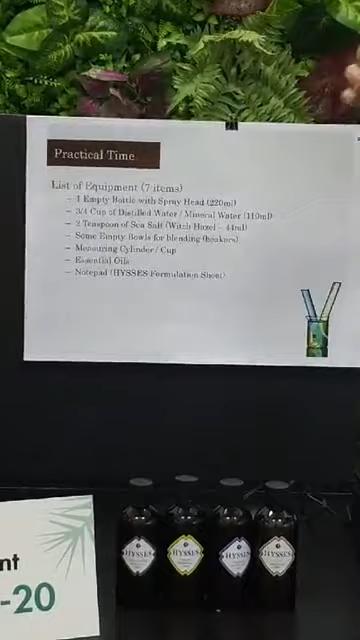 Practical Time
List of Equipment (7 items)
– 1 Empty Bottle with Spray Head (220ml)
– 3/4 Cup of Distilled Water / Mineral Water (110ml)
– 2 Teaspoon of Sea Salt (Witch Hazel – 44ml)
– Some Empty Bowls for blending (beakers)
– Measuring Cylinder / Cup
– Essential Oils
– Notepad (HYSSES Formulation Sheet)
nt
-20
HYSSES
HYSSES
HYSSES
HYSSES